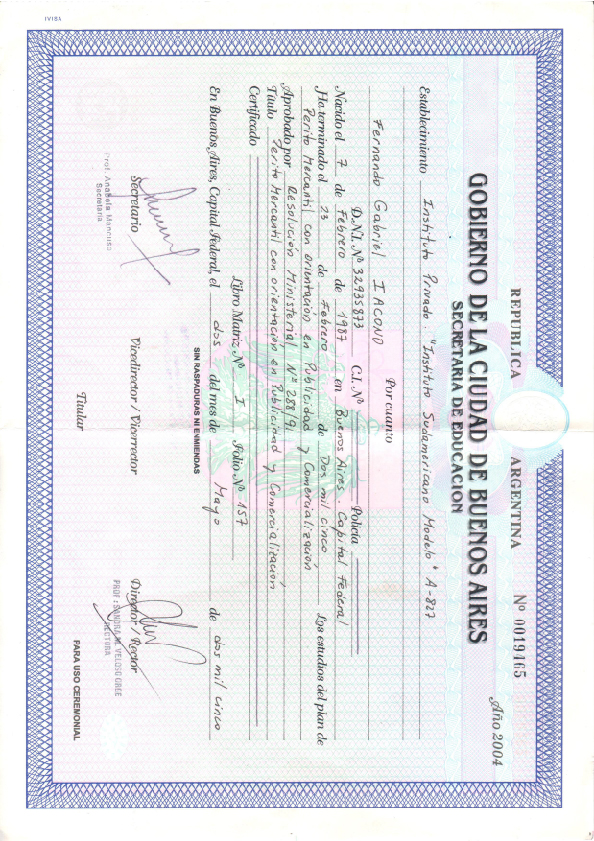 REPUBLICA ARGENTINA Nº 0019465
Año 2004
GOBIERNO DE LA CIUDAD DE BUENOS AIRES
SECRETARIA DE EDUCACION
Establecimiento Instituto Privado. "Instituto Sudamericano Modelo" A-827
Por cuanto
Fernando Gabriel IACONO
D.N.I. Nº 32935873 C.I. Nº Policía
Nacido el 7 de Febrero de 1987 en Buenos Aires. Capital Federal
Ha terminado el 23 de Febrero de Dos mil cinco Los estudios del plan de
Perito Mercantil con orientación en Publicidad y Comercialización
Aprobado por Resolución Ministerial Nº 288/91
Titulo Perito Mercantil con orientación en Publicidad y Comercialización
Certificado
Libro Matriz Nº I Folio Nº 157
En Buenos Aires, Capital Federal, el dos del mes de Mayo de dos mil cinco
SIN RASPADURAS NI ENMIENDAS
Secretario Vicedirector / Vicerrector Director / Rector
Prof. Anabela Mancuso
Secretaria
PROF. SANDRA M. VELOSO
RECTORA
Titular
PARA USO CEREMONIAL